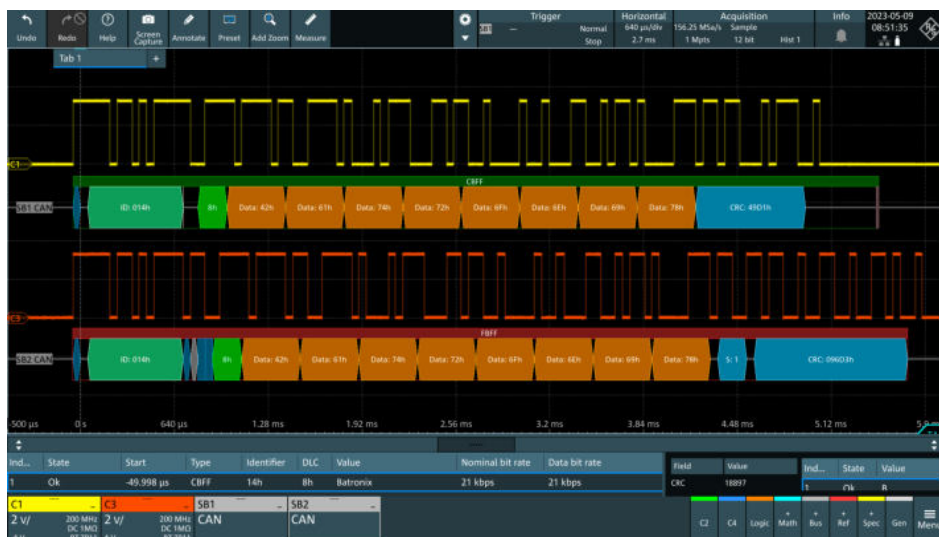 Undo
Redo
Help
Screen Capture
Annotate
Preset
Add Zoom
Measure
SB1
Trigger
Normal
Stop
Horizontal
640 µs/div
2.7 ms
Acquisition
156.25 MSa/s Sample
1 Mpts 12 bit Hist 1
Info
2023-05-09
08:51:35
Tab 1 +
C1
CBFF
SB1 CAN
ID: 014h
8h
Data: 42h
Data: 61h
Data: 74h
Data: 72h
Data: 6Fh
Data: 6Eh
Data: 69h
Data: 78h
CRC: 49D1h
C3
FBFF
SB2 CAN
ID: 014h
8h
Data: 42h
Data: 61h
Data: 74h
Data: 72h
Data: 6Fh
Data: 6Eh
Data: 69h
Data: 78h
S: 1
CRC: 096D3h
-500 µs
0 s
640 µs
1.28 ms
1.92 ms
2.56 ms
3.2 ms
3.84 ms
4.48 ms
5.12 ms
Ind... State Start Type Identifier DLC Value Nominal bit rate Data bit rate
1 Ok -49.998 µs CBFF 14h 8h Batronix 21 kbps 21 kbps
Field Value
CRC 18897
Ind... State Value
1 Ok B
C1
2 V/
200 MHz
DC 1MΩ
C3
2 V/
200 MHz
DC 1MΩ
SB1
CAN
SB2
CAN
C2
C4
Logic
Math
Bus
Ref
Spec
Gen
Menu